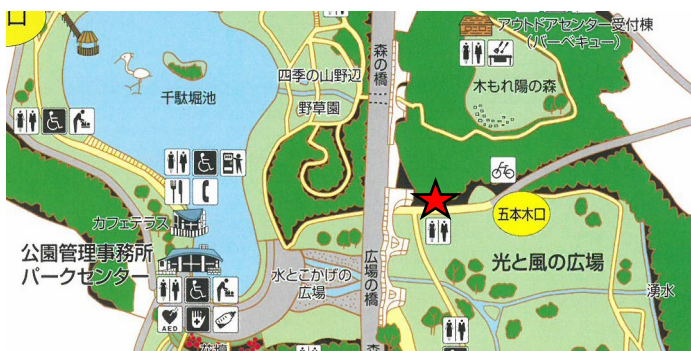 口
アウトドアセンター受付棟
(バーベキュー)
森の橋
四季の山野辺
木もれ陽の森
千駄堀池
野草園
五本木口
カフェテラス
公園管理事務所
パークセンター
水とこかげの
広場
広場の橋
光と風の広場
湧水
AED
花壇
森